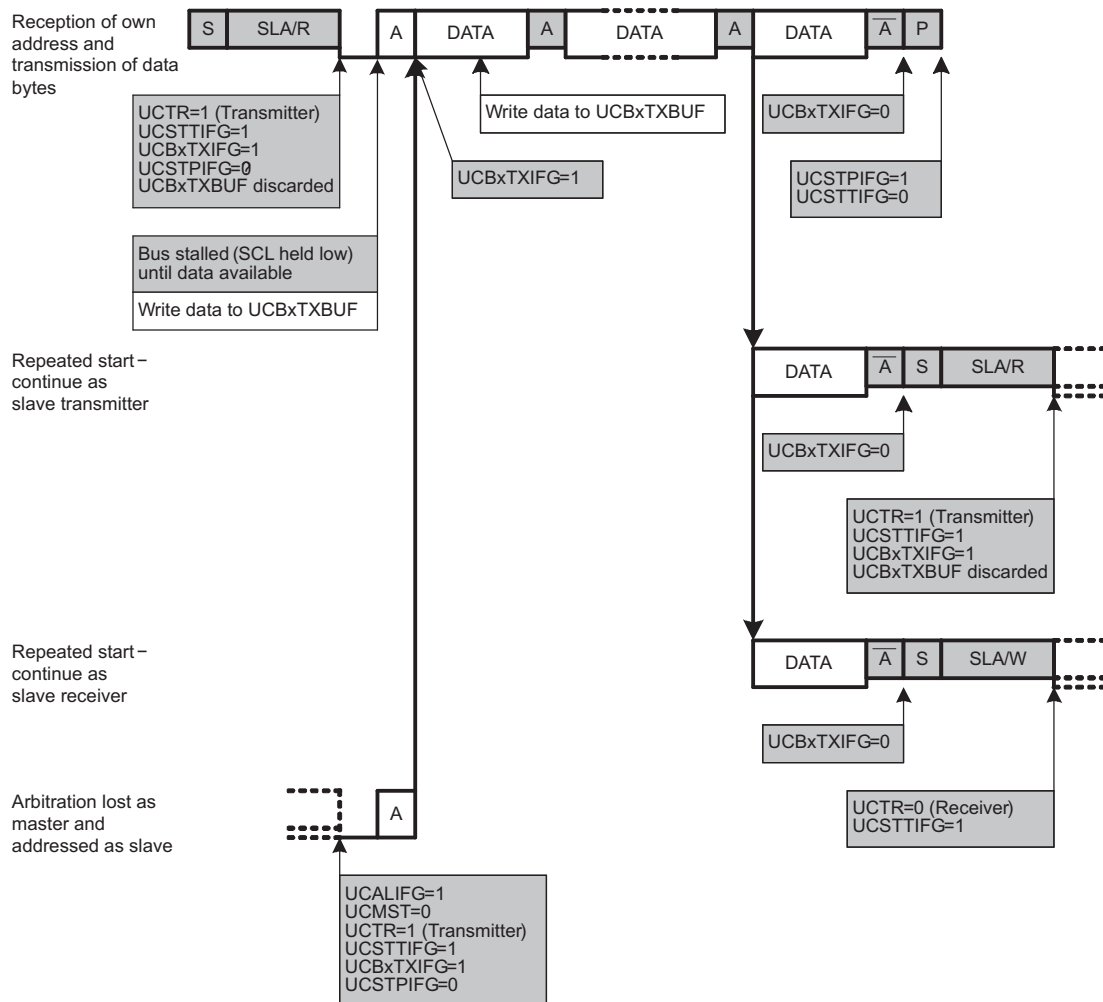 Reception of own
address and
transmission of data
bytes
S SLA/R A DATA A DATA A DATA A P
UCTR=1 (Transmitter)
UCSTTIFG=1
UCBxTXIFG=1
UCSTPIFG=0
UCBxTXBUF discarded
Write data to UCBxTXBUF
UCBxTXIFG=1
UCBxTXIFG=0
UCSTPIFG=1
UCSTTIFG=0
Bus stalled (SCL held low)
until data available
Write data to UCBxTXBUF
Repeated start−
continue as
slave transmitter
DATA A S SLA/R
UCBxTXIFG=0
UCTR=1 (Transmitter)
UCSTTIFG=1
UCBxTXIFG=1
UCBxTXBUF discarded
Repeated start−
continue as
slave receiver
DATA A S SLA/W
UCBxTXIFG=0
UCTR=0 (Receiver)
UCSTTIFG=1
Arbitration lost as
master and
addressed as slave
A
UCALIFG=1
UCMST=0
UCTR=1 (Transmitter)
UCSTTIFG=1
UCBxTXIFG=1
UCSTPIFG=0